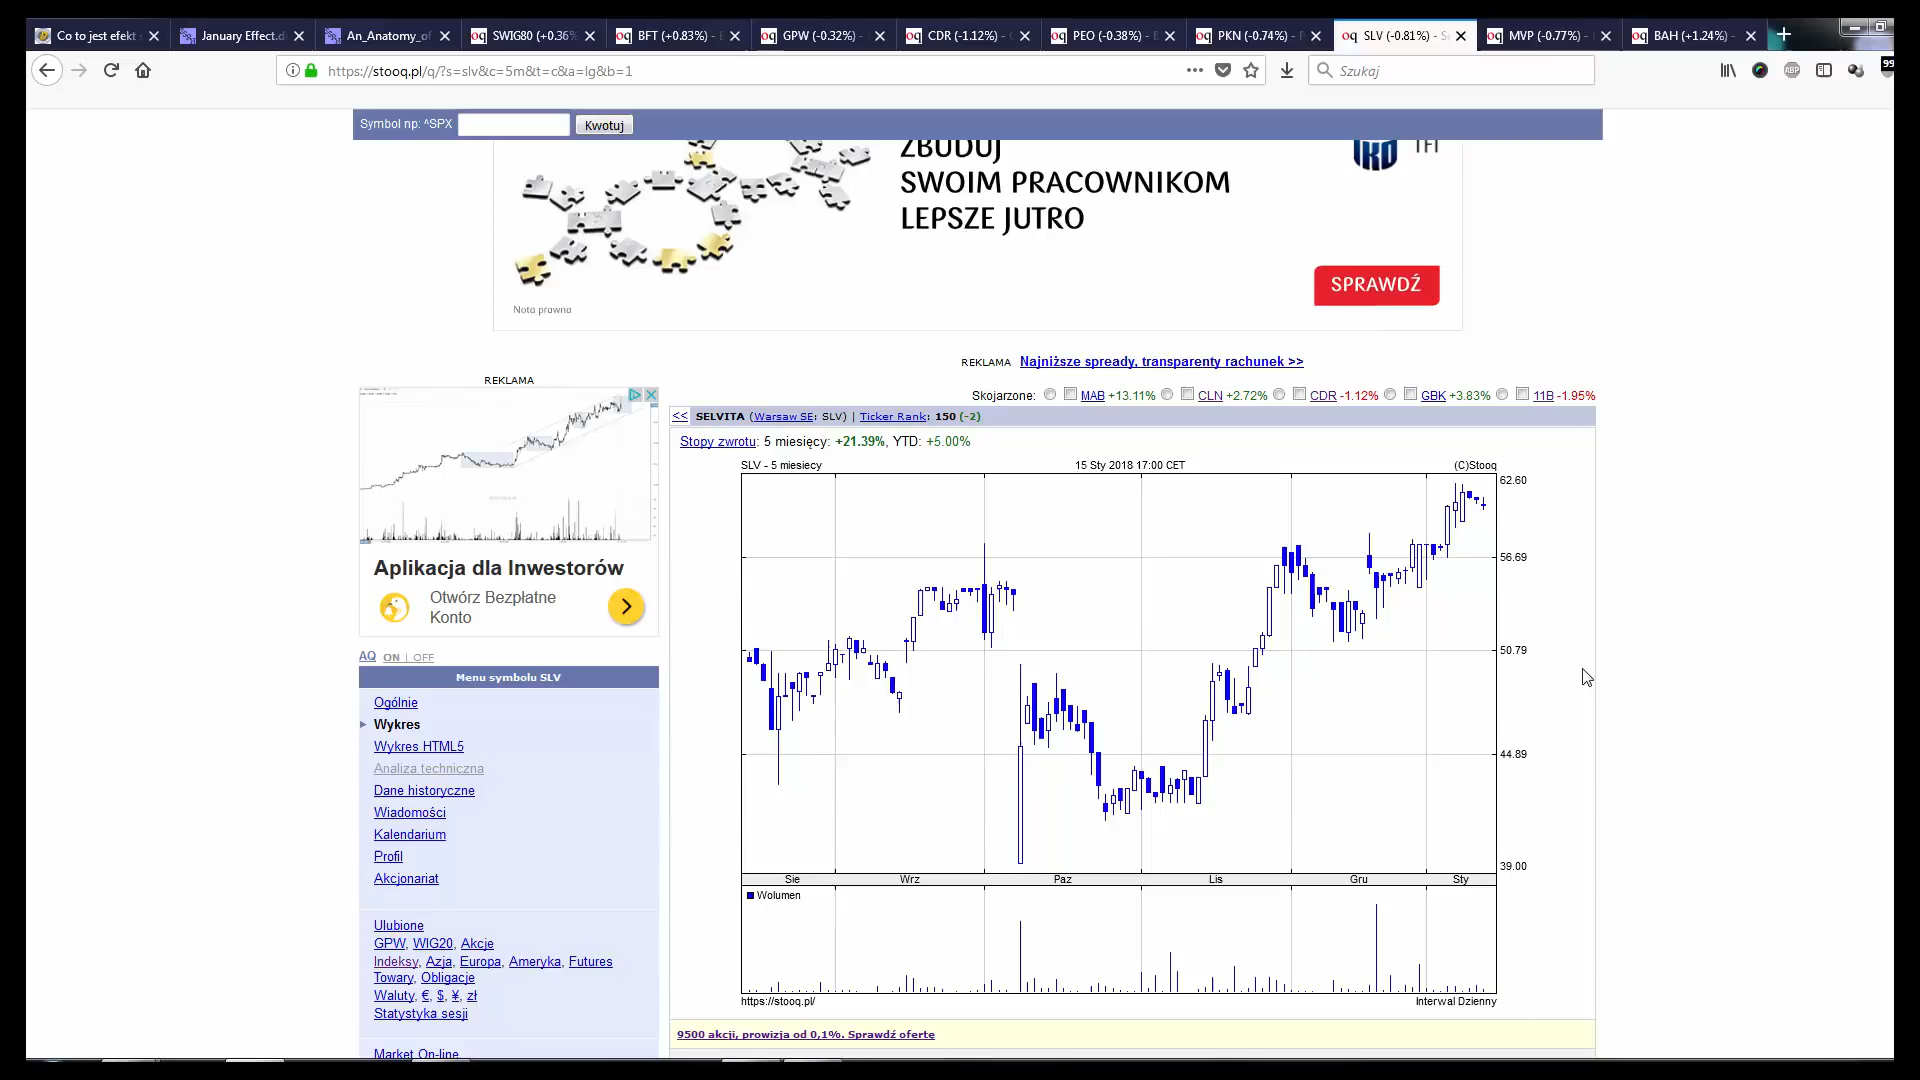 Co to jest efekt
January Effect.d
An_Anatomy_of
SWIG80 (+0.36%
BFT (+0.83%) -
GPW (-0.32%) -
CDR (-1.12%) -
PEO (-0.38%) -
PKN (-0.74%) -
SLV (-0.81%) - S
MVP (-0.77%) -
BAH (+1.24%) -
https://stooq.pl/q/?s=slv&c=5m&t=c&a=lg&b=1
Szukaj
ABP
99
Symbol np: ^SPX
Kwotuj
ZBUDUJ
SWOIM PRACOWNIKOM
LEPSZE JUTRO
TFI
SPRAWDŹ
Nota prawna
REKLAMA Najniższe spready, transparenty rachunek >>
REKLAMA
Skojarzone: MAB +13.11% CLN +2.72% CDR -1.12% GBK +3.83% 11B -1.95%
<< SELVITA (Warsaw SE: SLV) | Ticker Rank: 150 (-2)
Stopy zwrotu: 5 miesięcy: +21.39%, YTD: +5.00%
SLV - 5 miesiecy 15 Sty 2018 17:00 CET (C)Stooq
62.60
56.69
50.79
44.89
39.00
Sie Wrz Paz Lis Gru Sty
Wolumen
https://stooq.pl/ Interwal Dzienny
9500 akcji, prowizja od 0,1%. Sprawdź ofertę
Aplikacja dla Inwestorów
Otwórz Bezpłatne
Konto
AQ ON | OFF
Menu symbolu SLV
Ogólnie
Wykres
Wykres HTML5
Analiza techniczna
Dane historyczne
Wiadomości
Kalendarium
Profil
Akcjonariat
Ulubione
GPW, WIG20, Akcje
Indeksy, Azja, Europa, Ameryka, Futures
Towary, Obligacje
Waluty, €, $, ¥, zł
Statystyka sesji
Market On-line